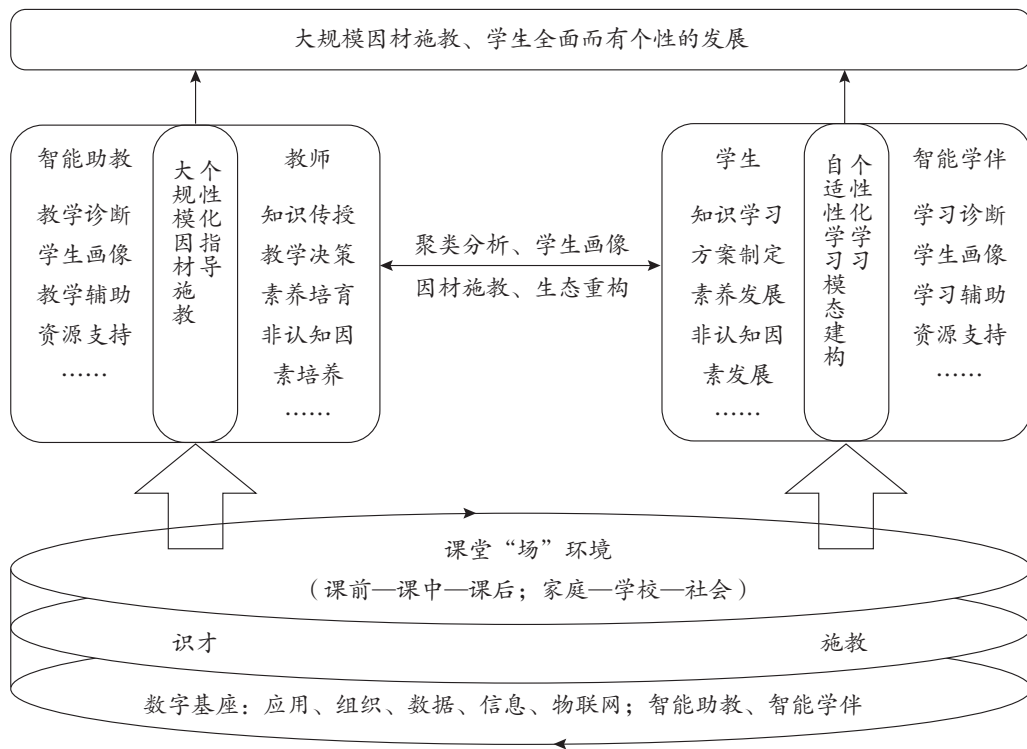 大规模因材施教、学生全面而有个性的发展
智能助教
教学诊断
学生画像
教学辅助
资源支持
……
个性化指导
大规模因材施教
教师
知识传授
教学决策
素养培育
非认知因
素培养
……
聚类分析、学生画像
因材施教、生态重构
学生
知识学习
方案制定
素养发展
非认知因
素发展
……
个性化学习
自适性学习模态建构
智能学伴
学习诊断
学生画像
学习辅助
资源支持
……
课堂“场”环境
（课前—课中—课后；家庭—学校—社会）
识才
施教
数字基座：应用、组织、数据、信息、物联网；智能助教、智能学伴